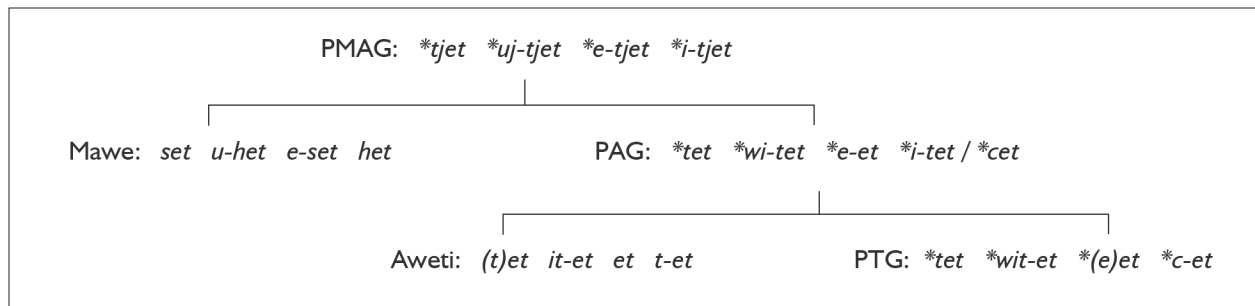 PMAG: *tjet *uj-tjet *e-tjet *i-tjet
Mawe: set u-het e-set het PAG: *tet *wi-tet *e-et *i-tet / *cet
Aweti: (t)et it-et et t-et PTG: *tet *wit-et *(e)et *c-et